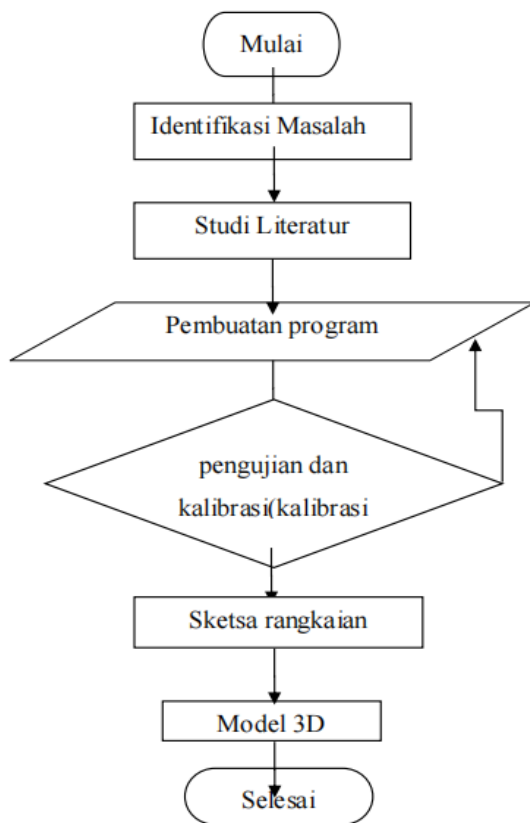 Mulai
Identifikasi Masalah
Studi Literatur
Pembuatan program
pengujian dan
kalibrasi(kalibrasi
Sketsa rangkaian
Model 3D
Selesai